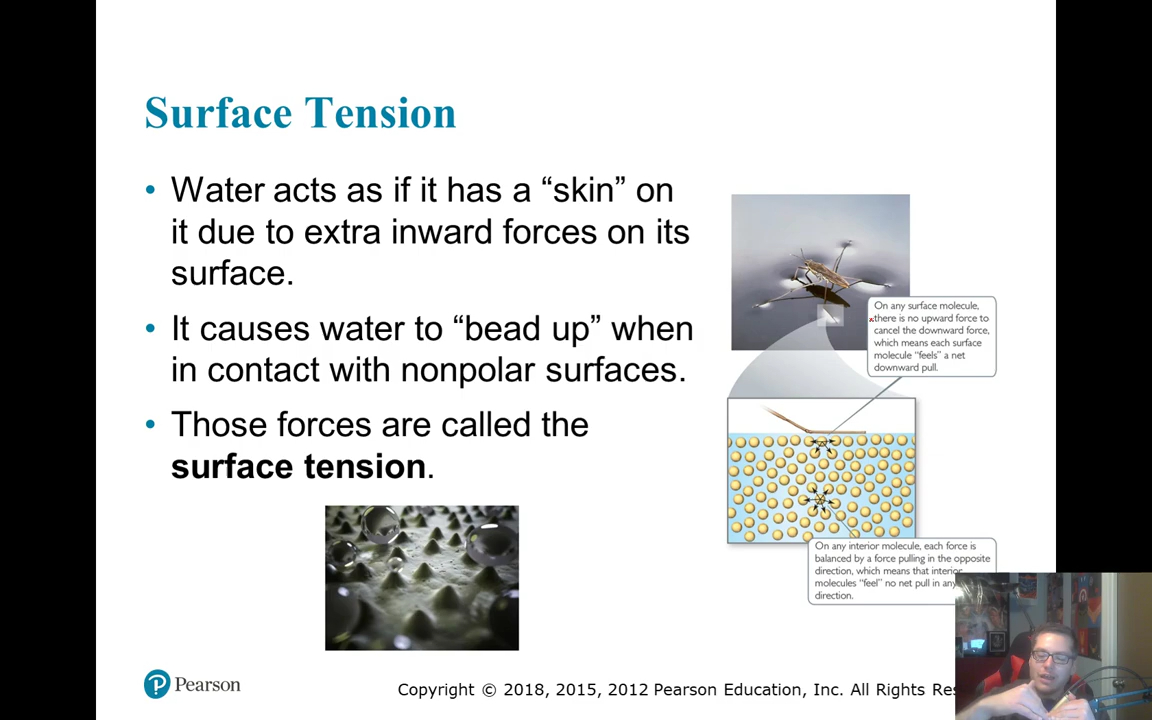 Surface Tension
• Water acts as if it has a “skin” on
it due to extra inward forces on its
surface.
• It causes water to “bead up” when
in contact with nonpolar surfaces.
• Those forces are called the
surface tension.
On any surface molecule,
there is no upward force to
cancel the downward force,
which means each surface
molecule “feels” a net
downward pull.
On any interior molecule, each force is
balanced by a force pulling in the opposite
direction, which means that interior
molecules “feel” no net pull in any
direction.
Pearson
Copyright © 2018, 2015, 2012 Pearson Education, Inc. All Rights